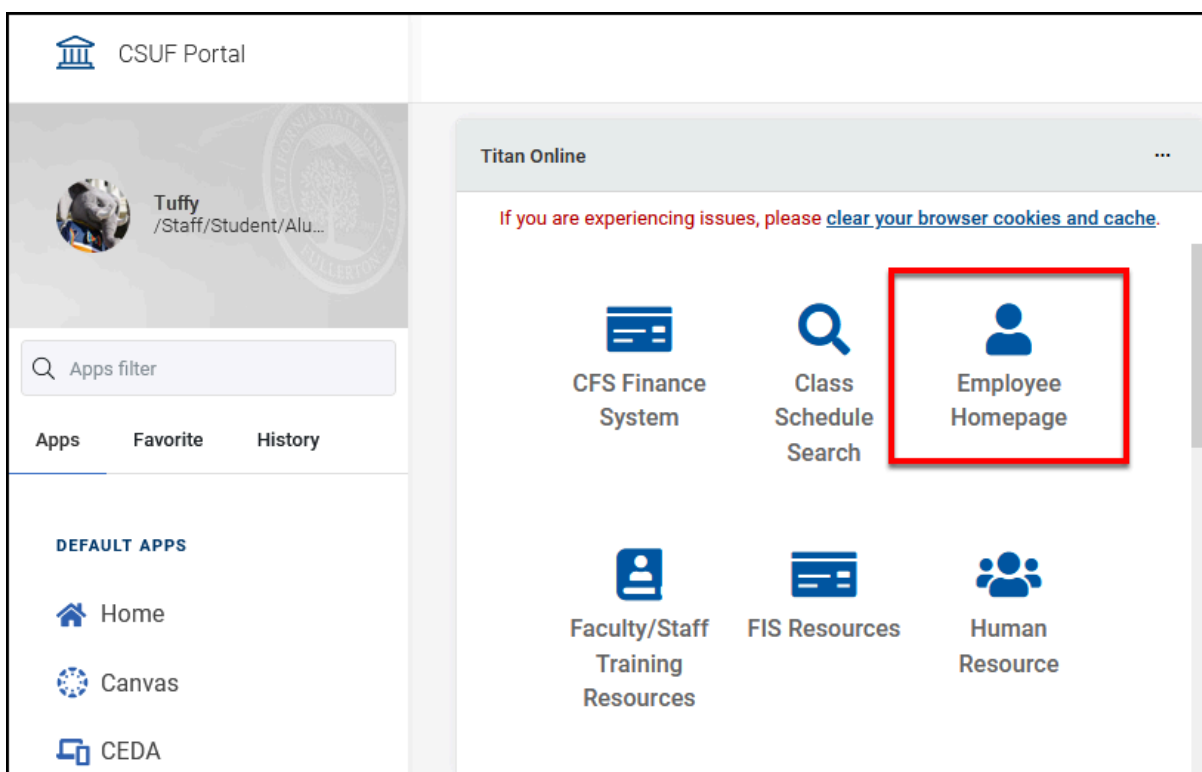 CSUF Portal
Tuffy
/Staff/Student/Alu...
Apps filter
Apps Favorite History
DEFAULT APPS
Home
Canvas
CEDA
Titan Online
...
If you are experiencing issues, please clear your browser cookies and cache.
CFS Finance
System
Class
Schedule
Search
Employee
Homepage
Faculty/Staff
Training
Resources
FIS Resources
Human
Resource